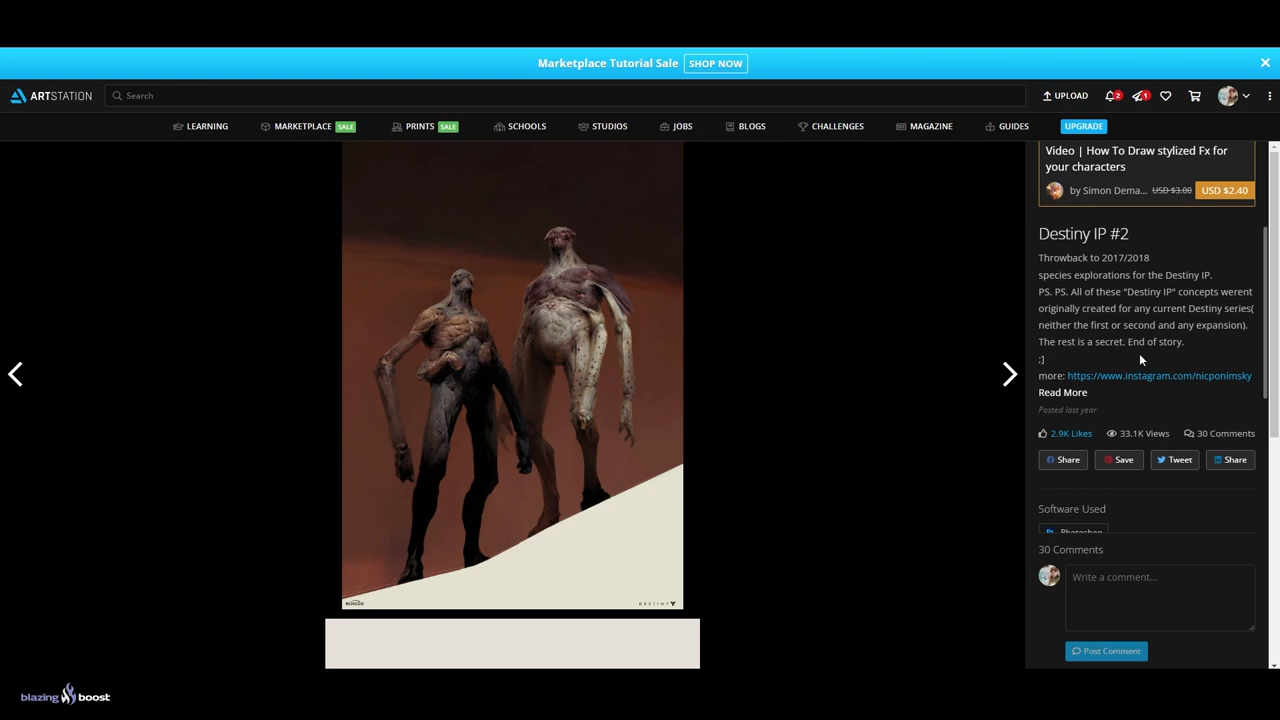 Marketplace Tutorial Sale SHOP NOW
ARTSTATION Search UPLOAD 2 1
LEARNING MARKETPLACE SALE PRINTS SALE SCHOOLS STUDIOS JOBS BLOGS CHALLENGES MAGAZINE GUIDES UPGRADE
Video | How To Draw stylized Fx for
your characters
by Simon Dema... USD $3.00 USD $2.40
Destiny IP #2
Throwback to 2017/2018
species explorations for the Destiny IP.
PS. PS. All of these "Destiny IP" concepts werent
originally created for any current Destiny series(
neither the first or second and any expansion).
The rest is a secret. End of story.
;]
more: https://www.instagram.com/nicponimsky
Read More
Posted last year
2.9K Likes 33.1K Views 30 Comments
Share Save Tweet Share
Software Used
Ps Photoshop
30 Comments
Write a comment...
Post Comment
BUNGIE DESTINY
blazing boost